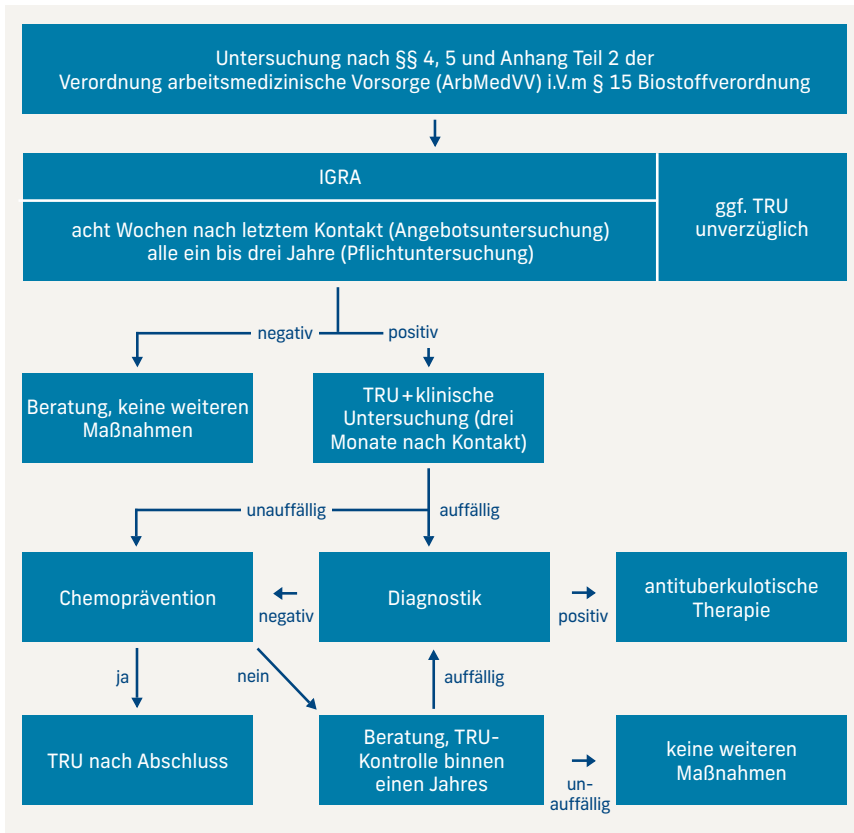 Untersuchung nach §§ 4, 5 und Anhang Teil 2 der
Verordnung arbeitsmedizinische Vorsorge (ArbMedVV) i.V.m § 15 Biostoffverordnung
IGRA
acht Wochen nach letztem Kontakt (Angebotsuntersuchung)
alle ein bis drei Jahre (Pflichtuntersuchung)
ggf. TRU
unverzüglich
negativ
positiv
Beratung, keine weiteren
Maßnahmen
TRU + klinische
Untersuchung (drei
Monate nach Kontakt)
unauffällig
auffällig
Chemoprävention
negativ
Diagnostik
positiv
antituberkulotische
Therapie
ja
nein
auffällig
TRU nach Abschluss
Beratung, TRU-
Kontrolle binnen
einen Jahres
un-
auffällig
keine weiteren
Maßnahmen